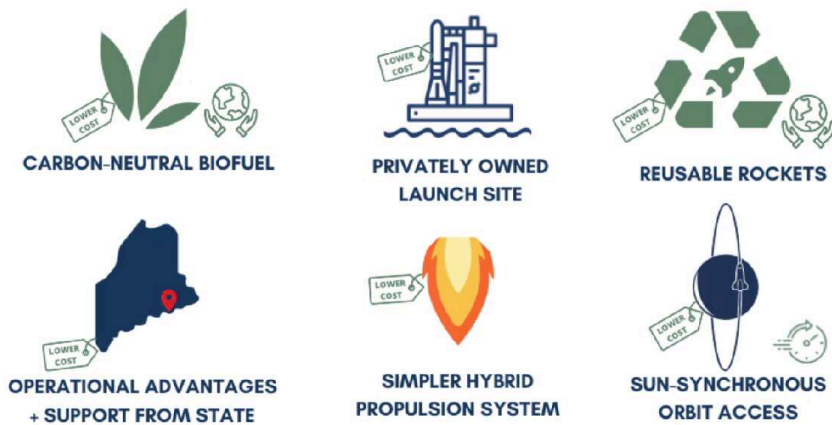 LOWER
COST
CARBON-NEUTRAL BIOFUEL
LOWER
COST
PRIVATELY OWNED
LAUNCH SITE
LOWER
COST
REUSABLE ROCKETS
LOWER
COST
OPERATIONAL ADVANTAGES
+ SUPPORT FROM STATE
LOWER
COST
SIMPLER HYBRID
PROPULSION SYSTEM
LOWER
COST
SUN-SYNCHRONOUS
ORBIT ACCESS